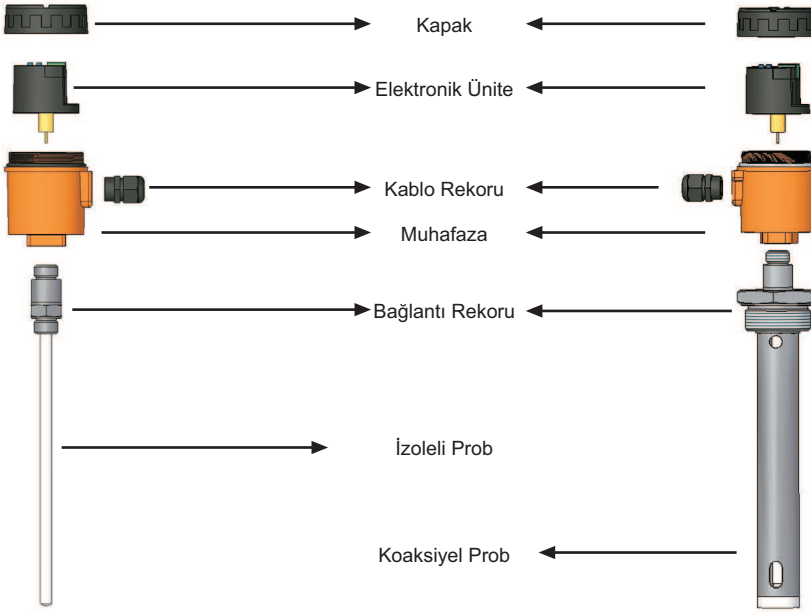 Kapak
Elektronik Ünite
Kablo Rekoru
Muhafaza
Bağlantı Rekoru
İzoleli Prob
Koaksiyel Prob